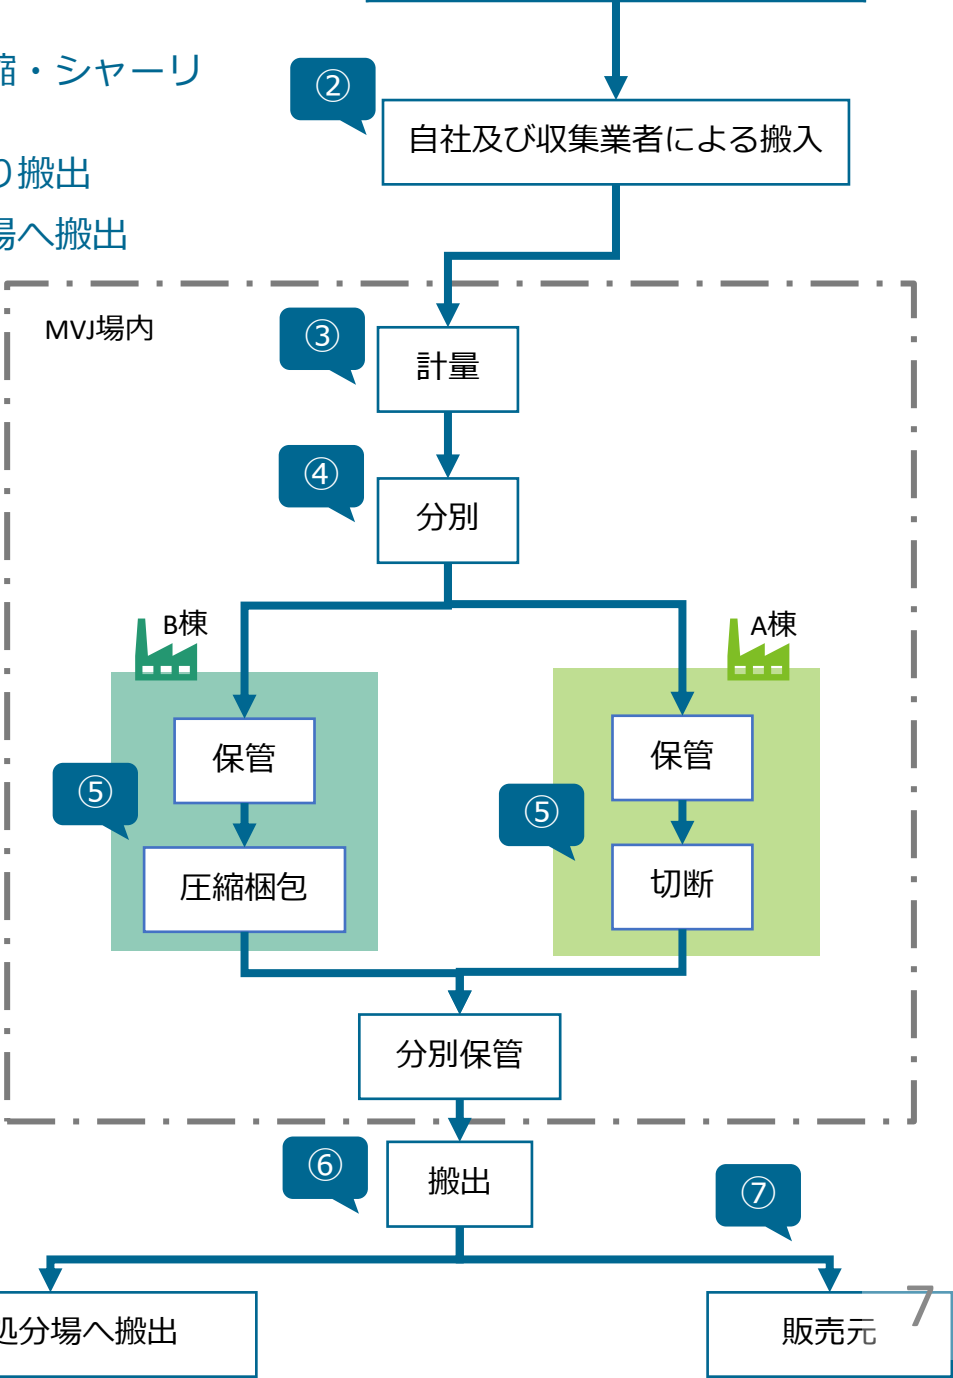 縮・シャーリ
り搬出
場へ搬出
②
自社及び収集業者による搬入
MVJ場内
③
計量
④
分別
B棟
A棟
保管
保管
⑤
⑤
圧縮梱包
切断
分別保管
⑥
搬出
⑦
処分場へ搬出
販売元
7